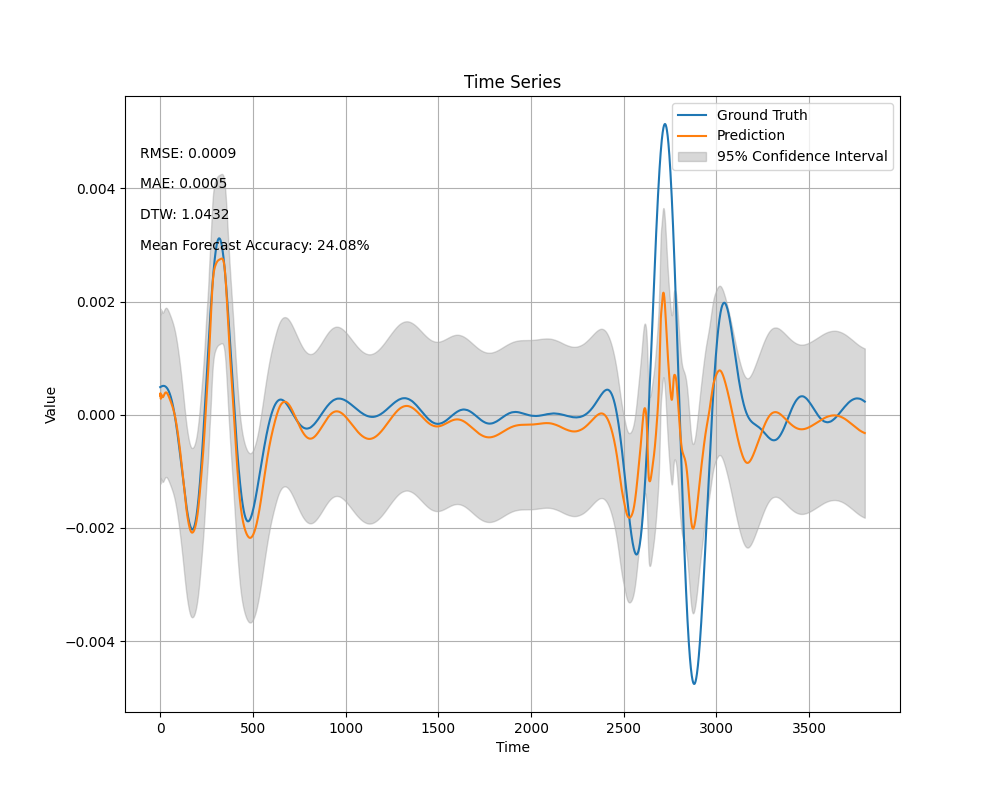 Time Series
Ground Truth
Prediction
95% Confidence Interval
RMSE: 0.0009
MAE: 0.0005
DTW: 1.0432
Mean Forecast Accuracy: 24.08%
0.004
0.002
0.000
−0.002
−0.004
Value
0 500 1000 1500 2000 2500 3000 3500
Time